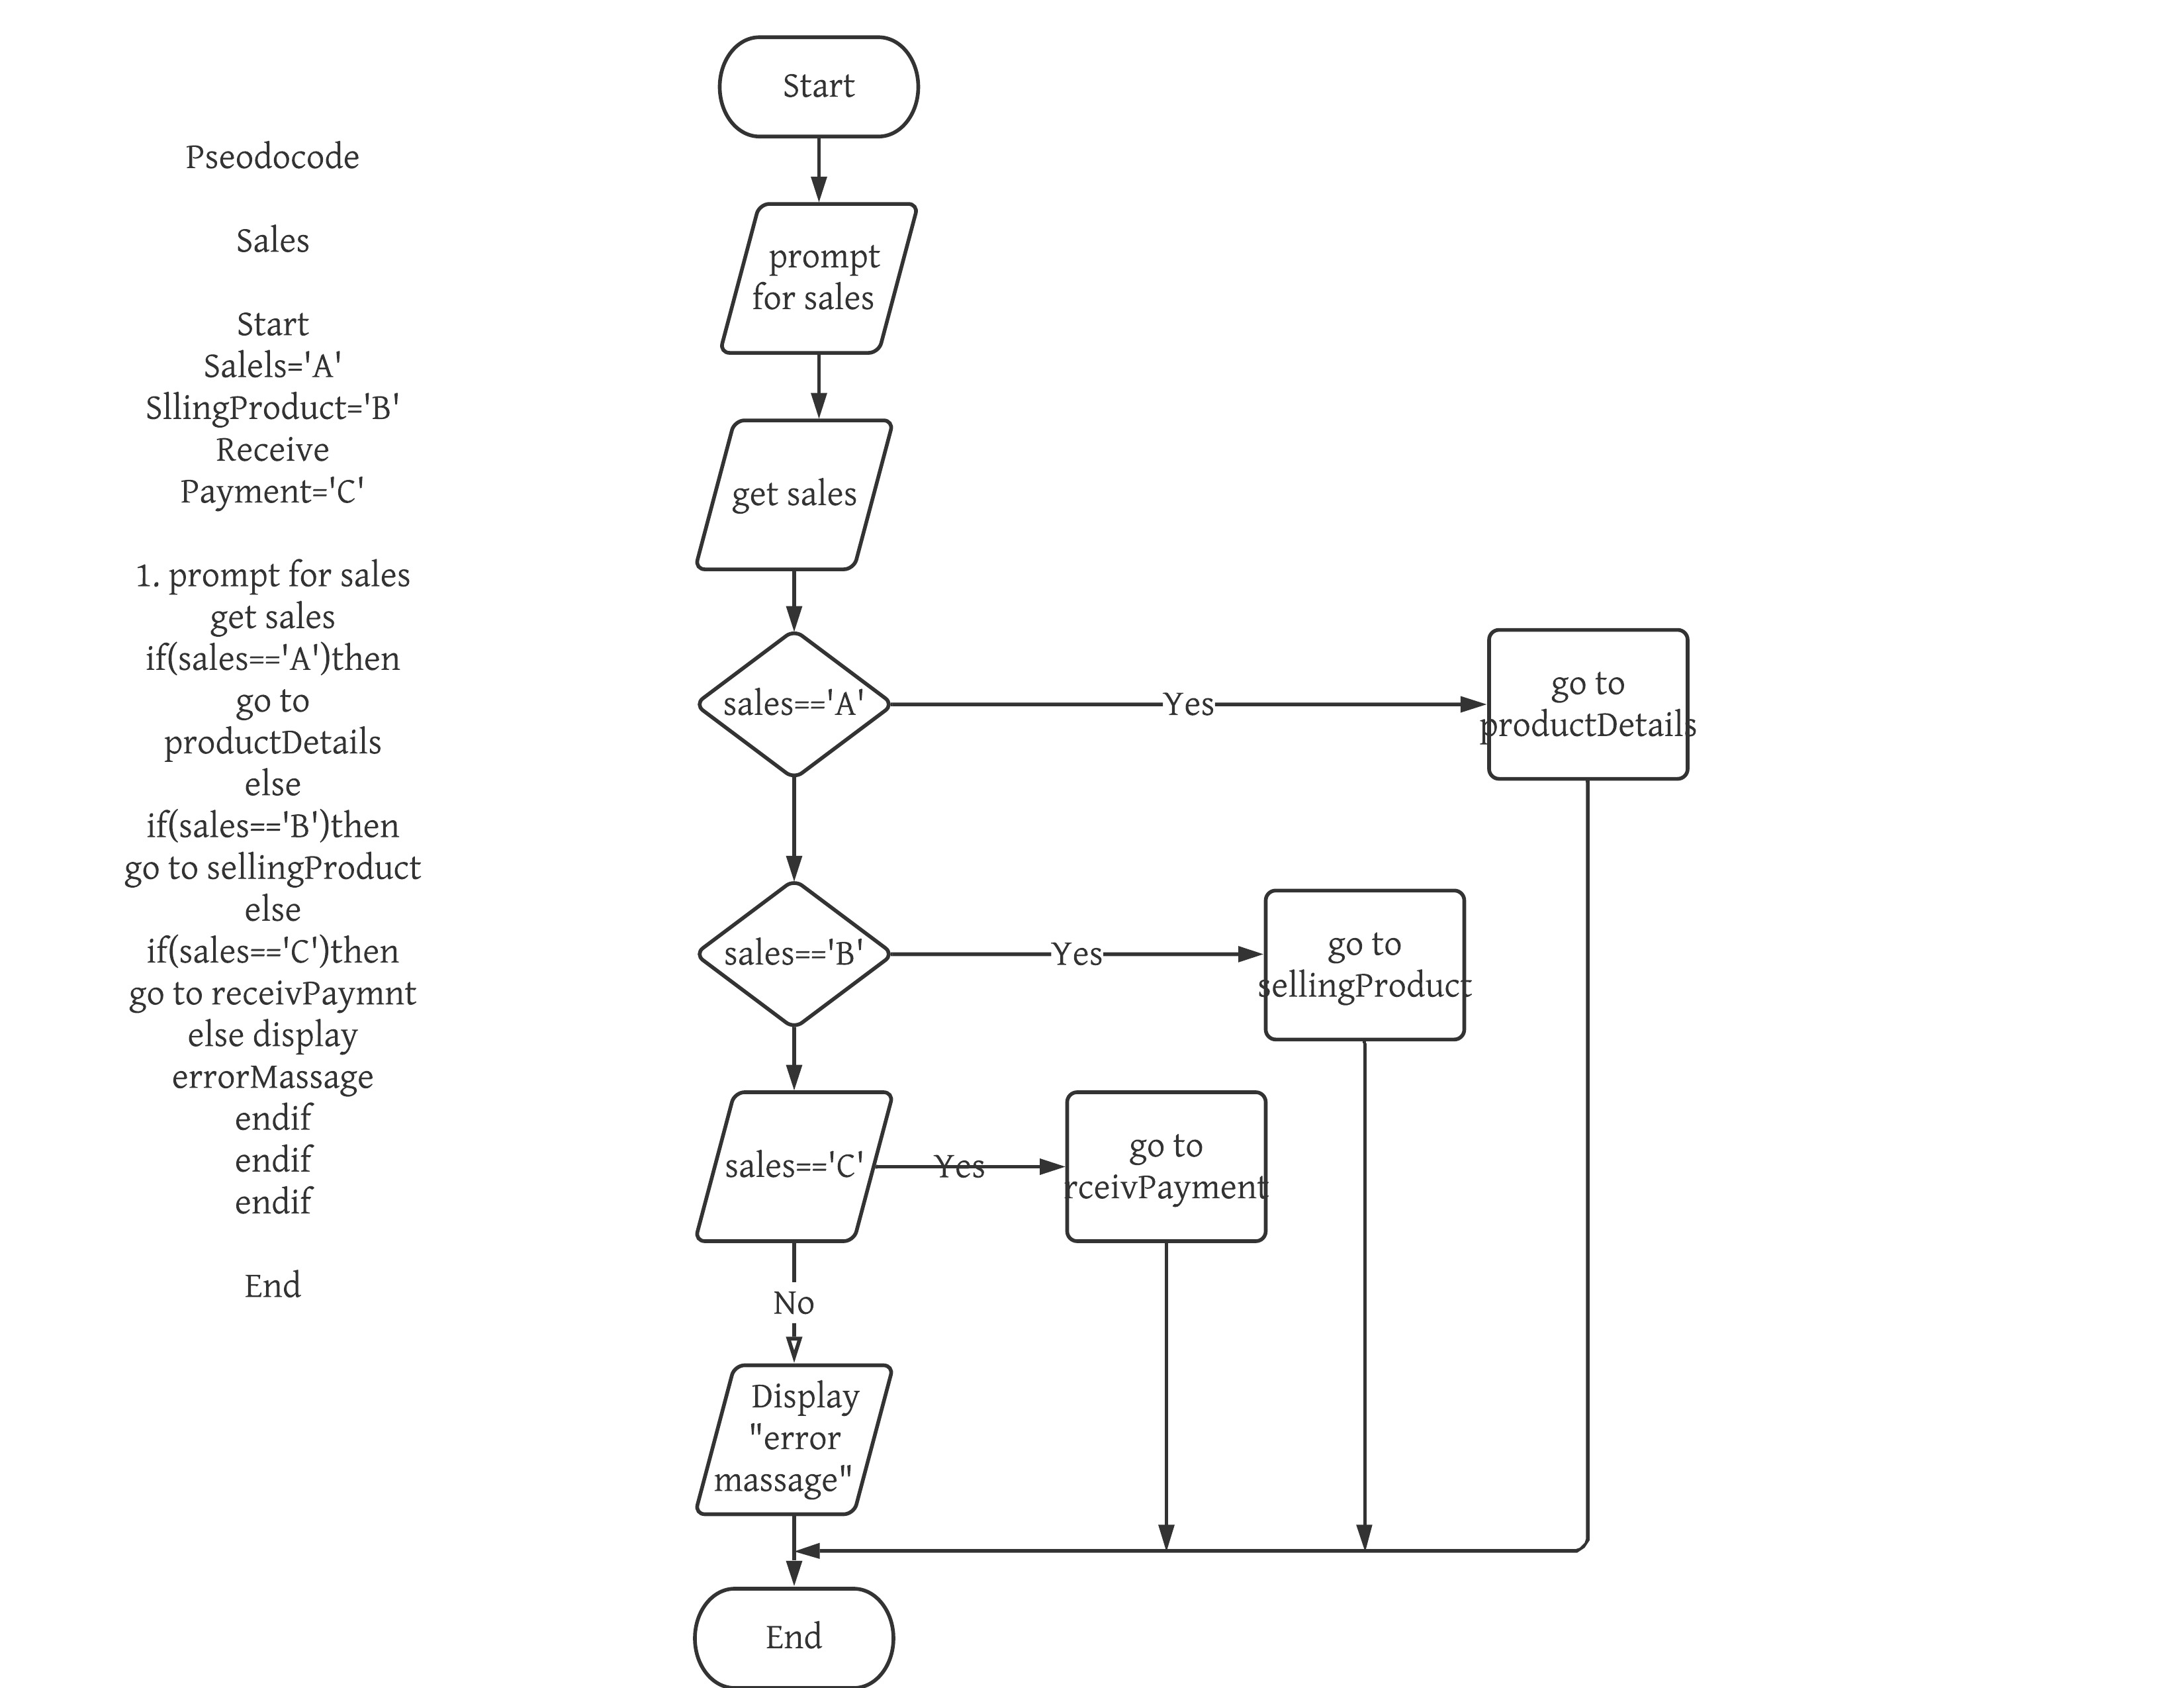 Pseodocode
Sales
Start
Salels='A'
SllingProduct='B'
Receive
Payment='C'
1. prompt for sales
get sales
if(sales=='A')then
go to
productDetails
else
if(sales=='B')then
go to sellingProduct
else
if(sales=='C')then
go to receivPaymnt
else display
errorMassage
endif
endif
endif
End
Start
prompt
for sales
get sales
sales=='A'
Yes
go to
productDetails
sales=='B'
Yes
go to
sellingProduct
sales=='C'
Yes
go to
rceivPayment
No
Display
"error
massage"
End